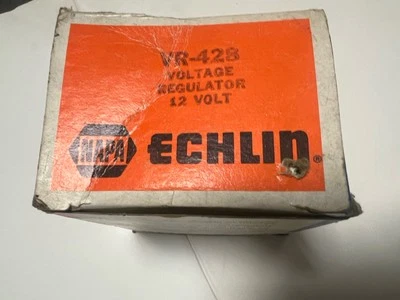 VR-428
VOLTAGE
REGULATOR
12 VOLT
NAPA ECHLIN®